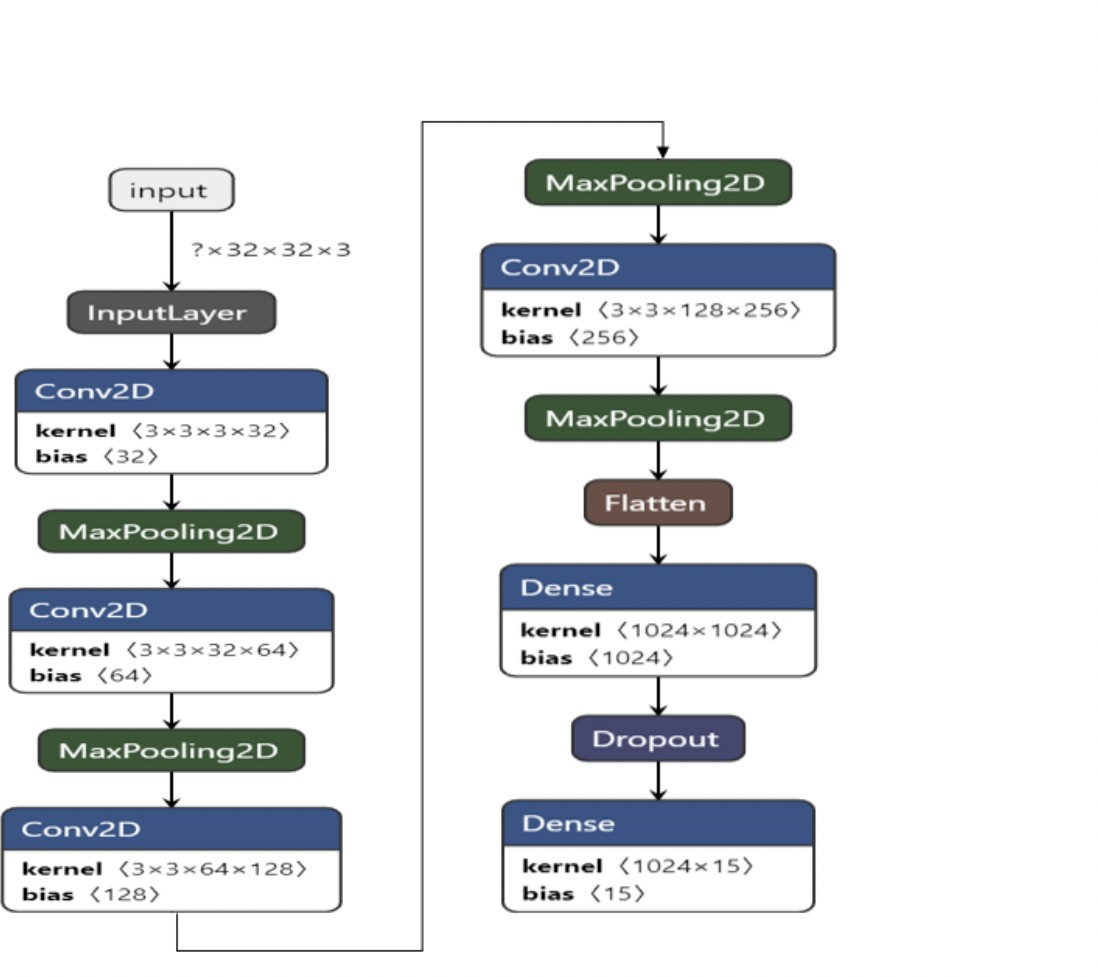 input
?×32×32×3
InputLayer
Conv2D
kernel 〈3×3×3×32〉
bias 〈32〉
MaxPooling2D
Conv2D
kernel 〈3×3×32×64〉
bias 〈64〉
MaxPooling2D
Conv2D
kernel 〈3×3×64×128〉
bias 〈128〉
MaxPooling2D
Conv2D
kernel 〈3×3×128×256〉
bias 〈256〉
MaxPooling2D
Flatten
Dense
kernel 〈1024×1024〉
bias 〈1024〉
Dropout
Dense
kernel 〈1024×15〉
bias 〈15〉